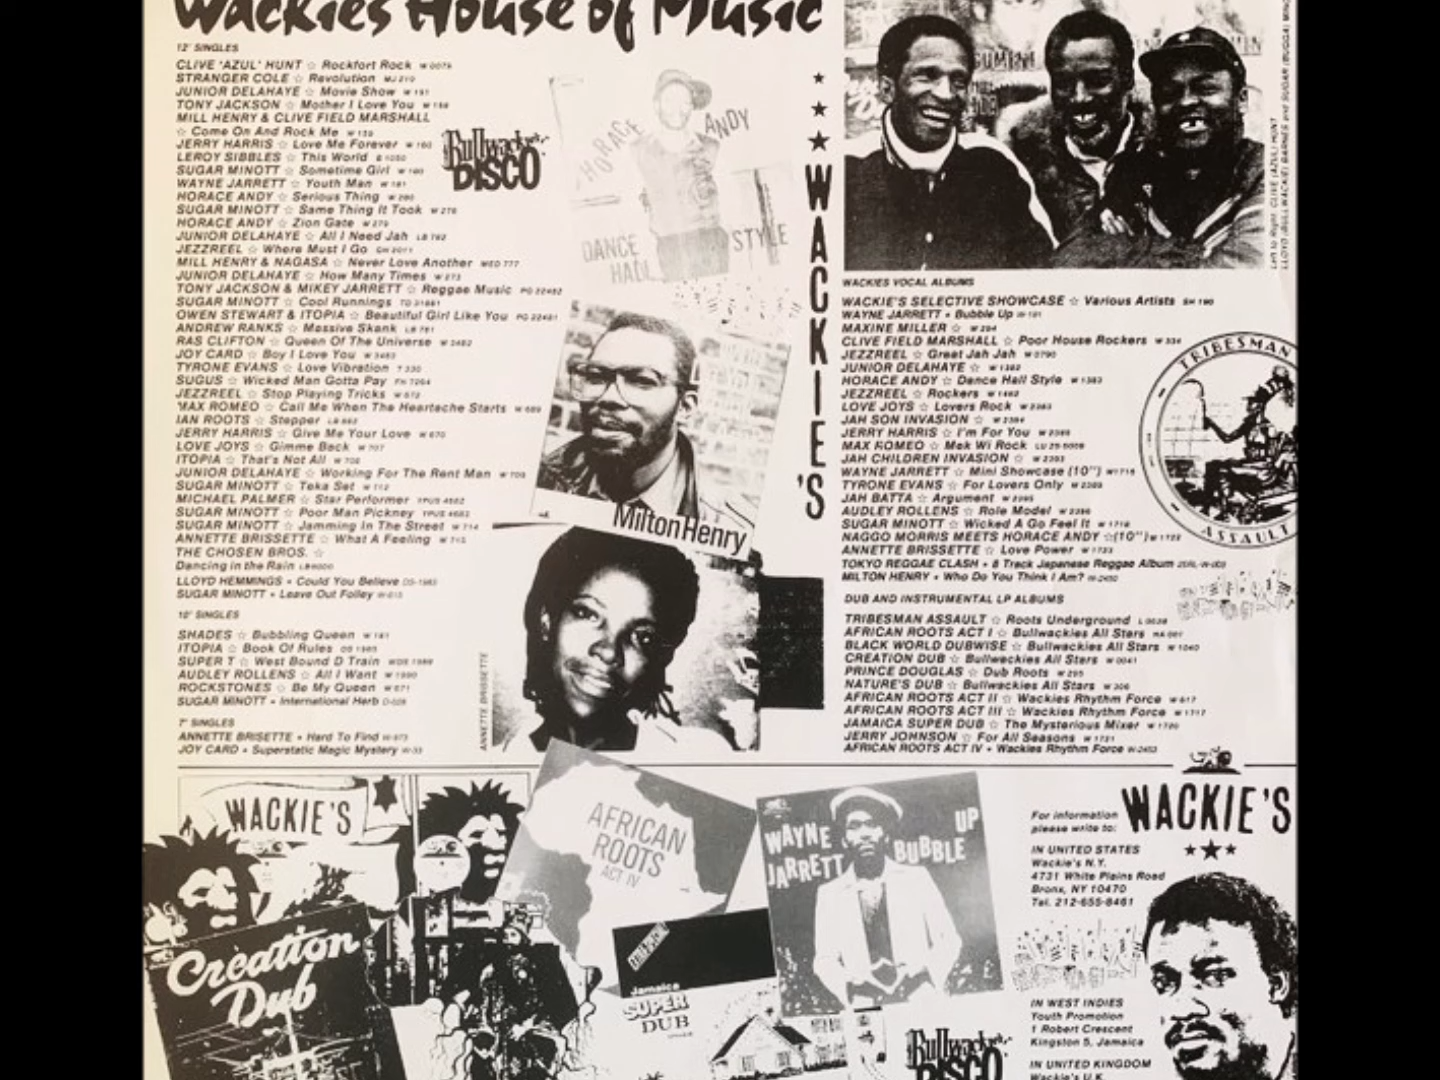 Wackies House of Music
12" SINGLES
CLIVE 'AZUL' HUNT ☆ Rockfort Rock
STRANGER COLE ☆ Revolution
JUNIOR DELAHAYE ☆ Movie Show
TONY JACKSON ☆ Mother I Love You
MILL HENRY & CLIVE FIELD MARSHALL
☆ Come On And Rock Me
JERRY HARRIS ☆ Love Me Forever
LEROY SIBBLES ☆ This World
SUGAR MINOTT ☆ Sometime Girl
WAYNE JARRETT ☆ Youth Man
HORACE ANDY ☆ Serious Thing
SUGAR MINOTT ☆ Same Thing It Took
HORACE ANDY ☆ Zion Gate
JUNIOR DELAHAYE ☆ All I Need Jah
JEZZREEL ☆ Where Must I Go
MILL HENRY & NAGASA ☆ Never Love Another
JUNIOR DELAHAYE ☆ How Many Times
TONY JACKSON & MIKEY JARRETT ☆ Reggae Music
SUGAR MINOTT ☆ Cool Runnings
OWEN STEWART & ITOPIA ☆ Beautiful Girl Like You
ANDREW RANKS ☆ Massive Skank
RAS CLIFTON ☆ Queen Of The Universe
JOY CARD ☆ Boy I Love You
TYRONE EVANS ☆ Love Vibration
SUGUS ☆ Wicked Man Gotta Pay
JEZZREEL ☆ Stop Playing Tricks
MAX ROMEO ☆ Call Me When The Heartache Starts
IAN ROOTS ☆ Stepper
JERRY HARRIS ☆ Give Me Your Love
LOVE JOYS ☆ Gimme Back
ITOPIA ☆ That's Not All
JUNIOR DELAHAYE ☆ Working For The Rent Man
SUGAR MINOTT ☆ Teka Set
MICHAEL PALMER ☆ Star Performer
SUGAR MINOTT ☆ Poor Man Pickney
SUGAR MINOTT ☆ Jamming In The Street
ANNETTE BRISSETTE ☆ What A Feeling
THE CHOSEN BROS. ☆
Dancing in the Rain
LLOYD HEMMINGS • Could You Believe
SUGAR MINOTT • Leave Out Folley
10" SINGLES
SHADES ☆ Bubbling Queen
ITOPIA ☆ Book Of Rules
SUPER T ☆ West Bound D Train
AUDLEY ROLLENS ☆ All I Want
ROCKSTONES ☆ Be My Queen
SUGAR MINOTT • International Herb
7" SINGLES
ANNETTE BRISETTE • Hard To Find
JOY CARD • Superstatic Magic Mystery
Bullwackies
DISCO
HORACE ANDY
DANCE HALL STYLE
Milton Henry
ANNETTE BRISSETTE
★ ★ ★ WACKIE'S
Left to Right: CLIVE (AZUL) HUNT
LLOYD (BULLWACKIE) BARNES and SUGAR (BUGGA)
WACKIES VOCAL ALBUMS
WACKIE'S SELECTIVE SHOWCASE ☆ Various Artists
WAYNE JARRETT • Bubble Up
MAXINE MILLER ☆
CLIVE FIELD MARSHALL ☆ Poor House Rockers
JEZZREEL ☆ Great Jah Jah
JUNIOR DELAHAYE ☆
HORACE ANDY ☆ Dance Hall Style
JEZZREEL ☆ Rockers
LOVE JOYS ☆ Lovers Rock
JAH SON INVASION ☆
JERRY HARRIS ☆ I'm For You
MAX ROMEO ☆ Mek Wi Rock
JAH CHILDREN INVASION ☆
WAYNE JARRETT ☆ Mini Showcase (10")
TYRONE EVANS ☆ For Lovers Only
JAH BATTA ☆ Argument
AUDLEY ROLLENS ☆ Role Model
SUGAR MINOTT ☆ Wicked A Go Feel It
NAGGO MORRIS MEETS HORACE ANDY ☆ (10")
ANNETTE BRISSETTE ☆ Love Power
TOKYO REGGAE CLASH • 8 Track Japanese Reggae Album
MILTON HENRY • Who Do You Think I Am?
TRIBESMAN
ASSAULT
DUB AND INSTRUMENTAL LP ALBUMS
TRIBESMAN ASSAULT ☆ Roots Underground
AFRICAN ROOTS ACT I ☆ Bullwackies All Stars
BLACK WORLD DUBWISE ☆ Bullwackies All Stars
CREATION DUB ☆ Bullwackies All Stars
PRINCE DOUGLAS ☆ Dub Roots
NATURE'S DUB ☆ Bullwackies All Stars
AFRICAN ROOTS ACT II ☆ Wackies Rhythm Force
AFRICAN ROOTS ACT III ☆ Wackies Rhythm Force
JAMAICA SUPER DUB ☆ The Mysterious Mixer
JERRY JOHNSON ☆ For All Seasons
AFRICAN ROOTS ACT IV • Wackies Rhythm Force
WACKIE'S
Creation
Dub
AFRICAN
ROOTS
ACT IV
Jamaica
SUPER
DUB
WAYNE
JARRETT
BUBBLE UP
Bullwackies
DISCO
For information
please write to:
WACKIE'S
★★★
IN UNITED STATES
Wackie's N.Y.
4731 White Plains Road
Bronx, NY 10470
Tel. 212-655-8461
IN WEST INDIES
Youth Promotion
1 Robert Crescent
Kingston 5, Jamaica
IN UNITED KINGDOM
Wackie's U.K.